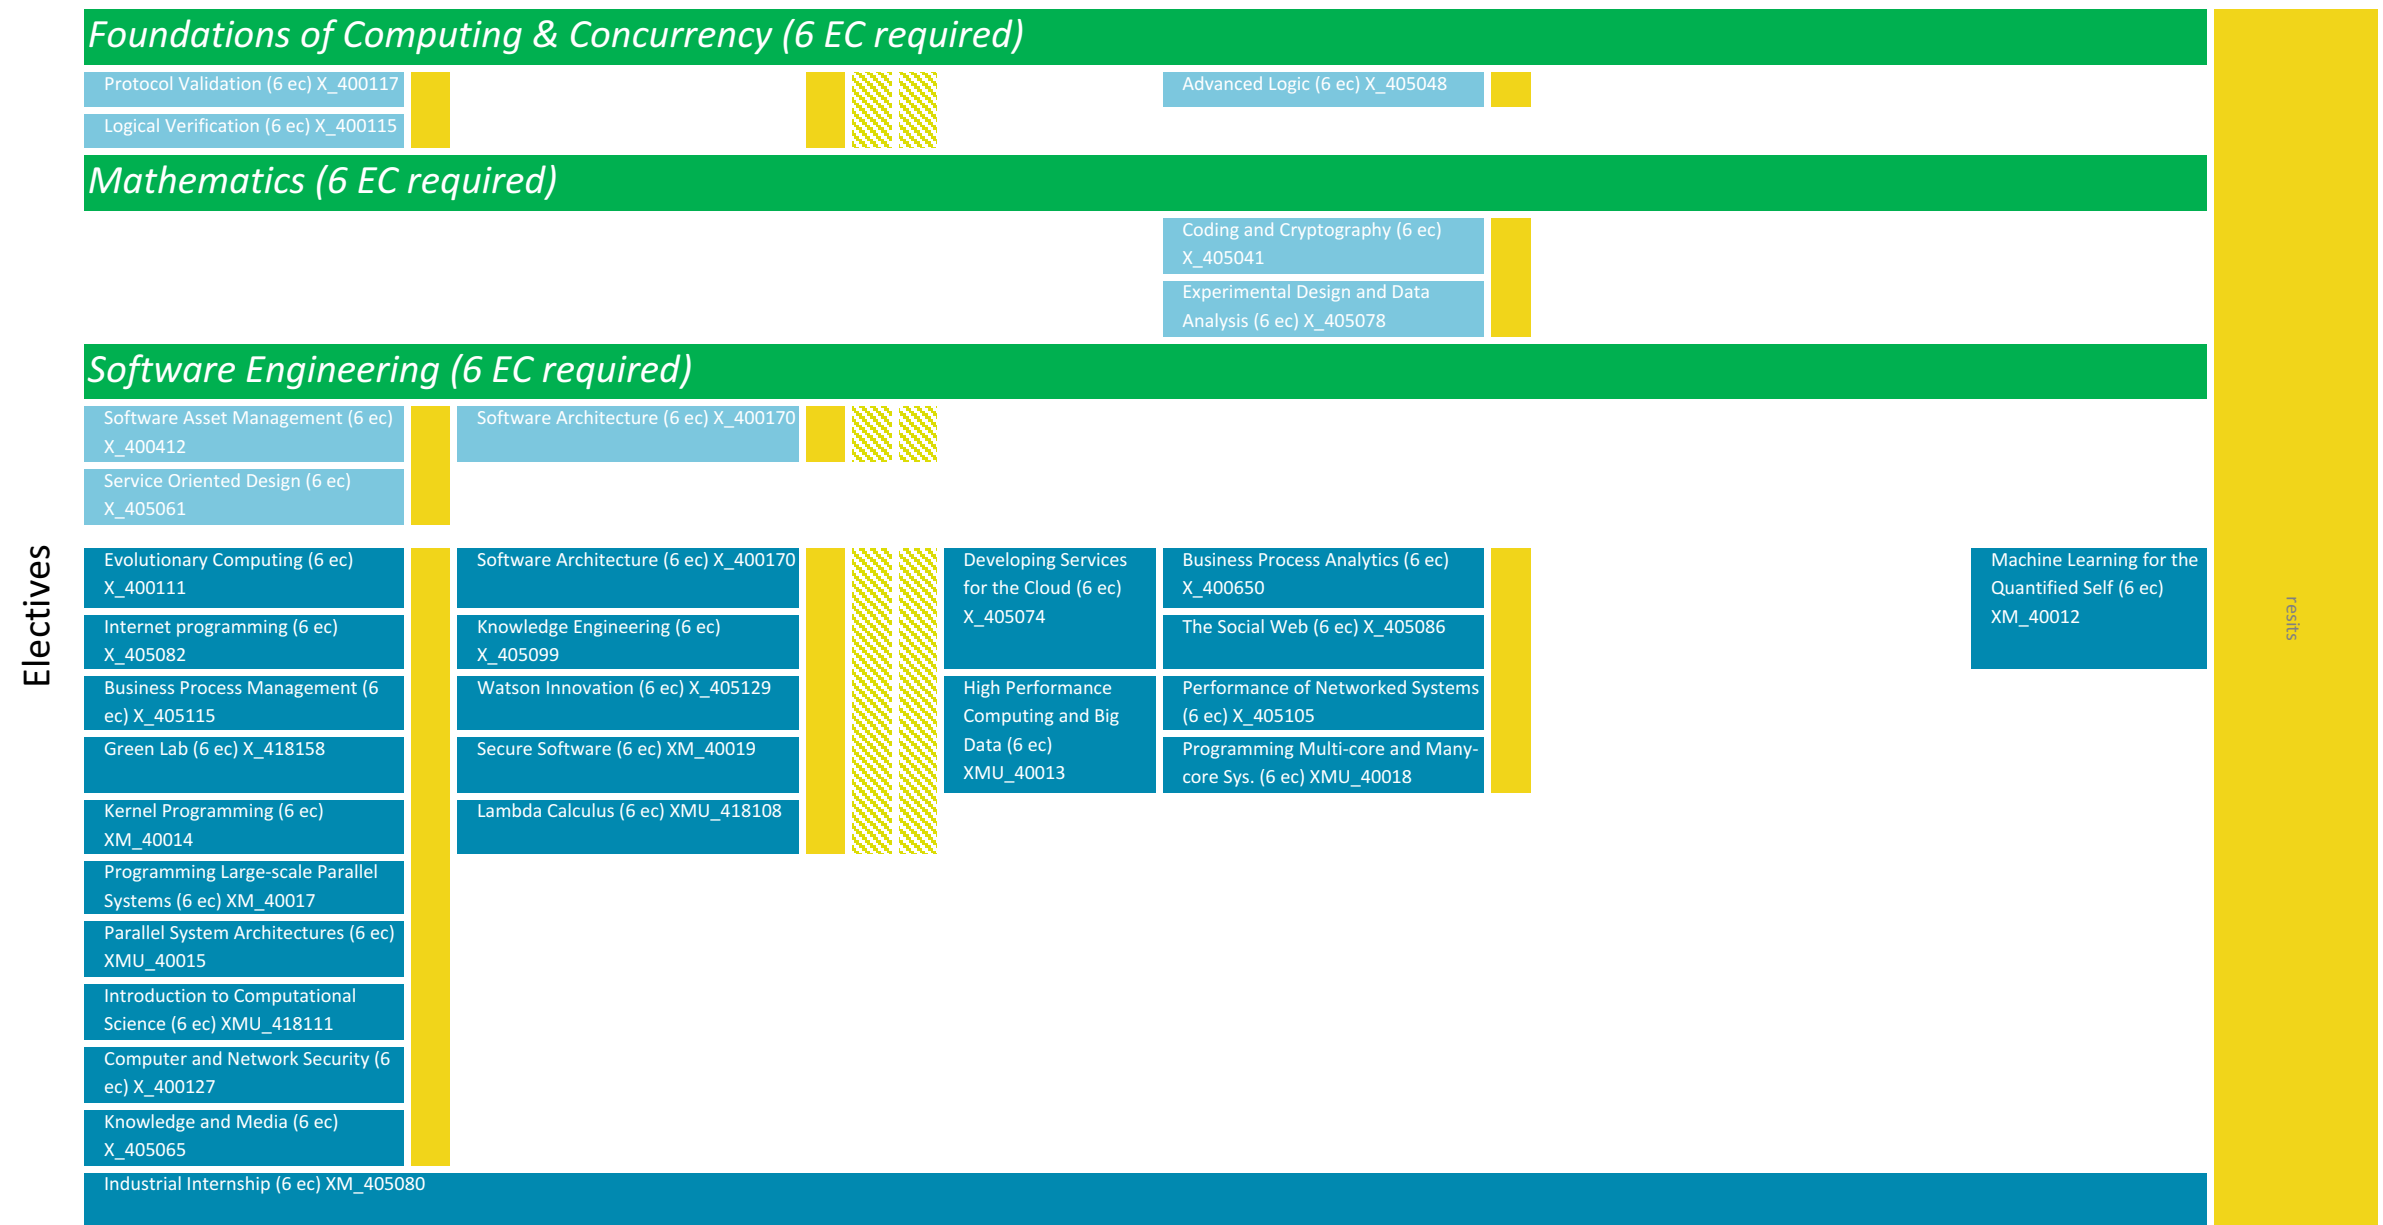 Foundations of Computing & Concurrency (6 EC required)
Protocol Validation (6 ec) X_400117
Logical Verification (6 ec) X_400115
Advanced Logic (6 ec) X_405048
Mathematics (6 EC required)
Coding and Cryptography (6 ec)
X_405041
Experimental Design and Data
Analysis (6 ec) X_405078
Software Engineering (6 EC required)
Software Asset Management (6 ec)
X_400412
Service Oriented Design (6 ec)
X_405061
Software Architecture (6 ec) X_400170
Electives
Evolutionary Computing (6 ec)
X_400111
Internet programming (6 ec)
X_405082
Business Process Management (6
ec) X_405115
Green Lab (6 ec) X_418158
Kernel Programming (6 ec)
XM_40014
Programming Large-scale Parallel
Systems (6 ec) XM_40017
Parallel System Architectures (6 ec)
XMU_40015
Introduction to Computational
Science (6 ec) XMU_418111
Computer and Network Security (6
ec) X_400127
Knowledge and Media (6 ec)
X_405065
Software Architecture (6 ec) X_400170
Knowledge Engineering (6 ec)
X_405099
Watson Innovation (6 ec) X_405129
Secure Software (6 ec) XM_40019
Lambda Calculus (6 ec) XMU_418108
Developing Services
for the Cloud (6 ec)
X_405074
High Performance
Computing and Big
Data (6 ec)
XMU_40013
Business Process Analytics (6 ec)
X_400650
The Social Web (6 ec) X_405086
Performance of Networked Systems
(6 ec) X_405105
Programming Multi-core and Many-
core Sys. (6 ec) XMU_40018
Machine Learning for the
Quantified Self (6 ec)
XM_40012
Industrial Internship (6 ec) XM_405080
resits